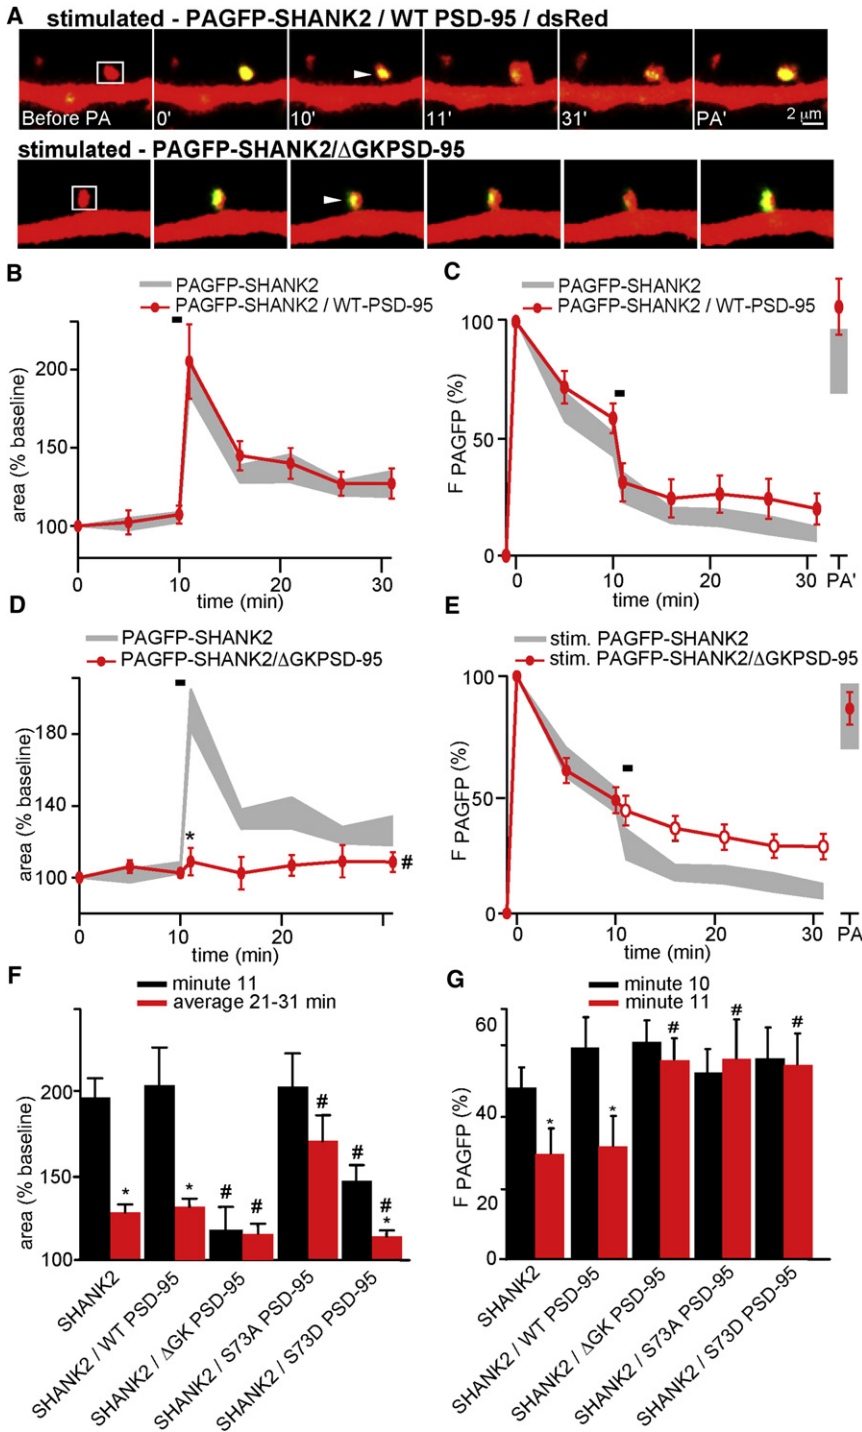 A stimulated - PAGFP-SHANK2 / WT PSD-95 / dsRed
Before PA 0' 10' 11' 31' PA' 2 µm
stimulated - PAGFP-SHANK2/ΔGKPSD-95
B
PAGFP-SHANK2
PAGFP-SHANK2 / WT-PSD-95
area (% baseline)
200
150
100
0 10 20 30
time (min)
C
PAGFP-SHANK2
PAGFP-SHANK2 / WT-PSD-95
F PAGFP (%)
100
50
0
0 10 20 30 PA'
time (min)
D
PAGFP-SHANK2
PAGFP-SHANK2/ΔGKPSD-95
area (% baseline)
180
140
100
* #
0 10 20
time (min)
E
stim. PAGFP-SHANK2
stim. PAGFP-SHANK2/ΔGKPSD-95
F PAGFP (%)
100
50
0
0 10 20 30 PA
time (min)
F
minute 11
average 21-31 min
area (% baseline)
200
150
100
* * # # # # # *
SHANK2
SHANK2 / WT PSD-95
SHANK2 / ΔGK PSD-95
SHANK2 / S73A PSD-95
SHANK2 / S73D PSD-95
G
minute 10
minute 11
F PAGFP (%)
60
40
20
0
* * # # #
SHANK2
SHANK2 / WT PSD-95
SHANK2 / ΔGK PSD-95
SHANK2 / S73A PSD-95
SHANK2 / S73D PSD-95